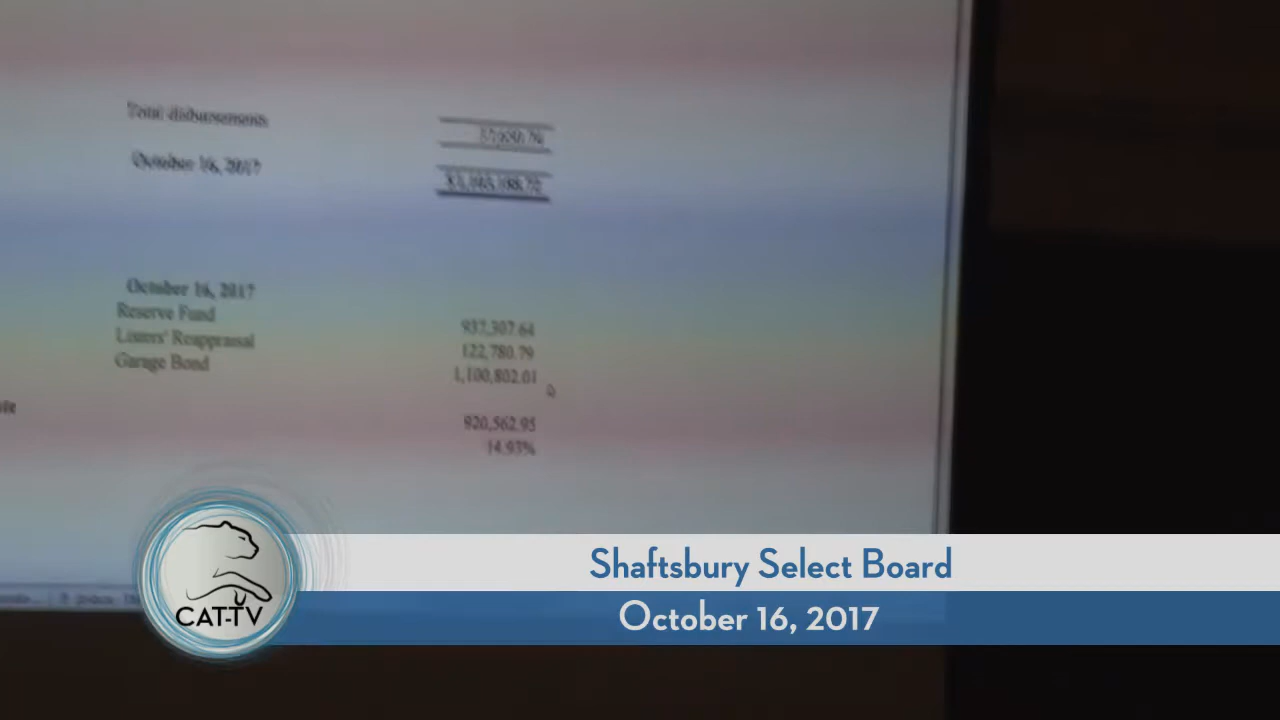 Total disbursements
October 16, 2017
October 16, 2017
Reserve Fund
937,307.64
Listers' Reappraisal
122,780.79
Garage Bond
1,100,802.01
920,562.95
14.93%
Shaftsbury Select Board
October 16, 2017
CAT-TV